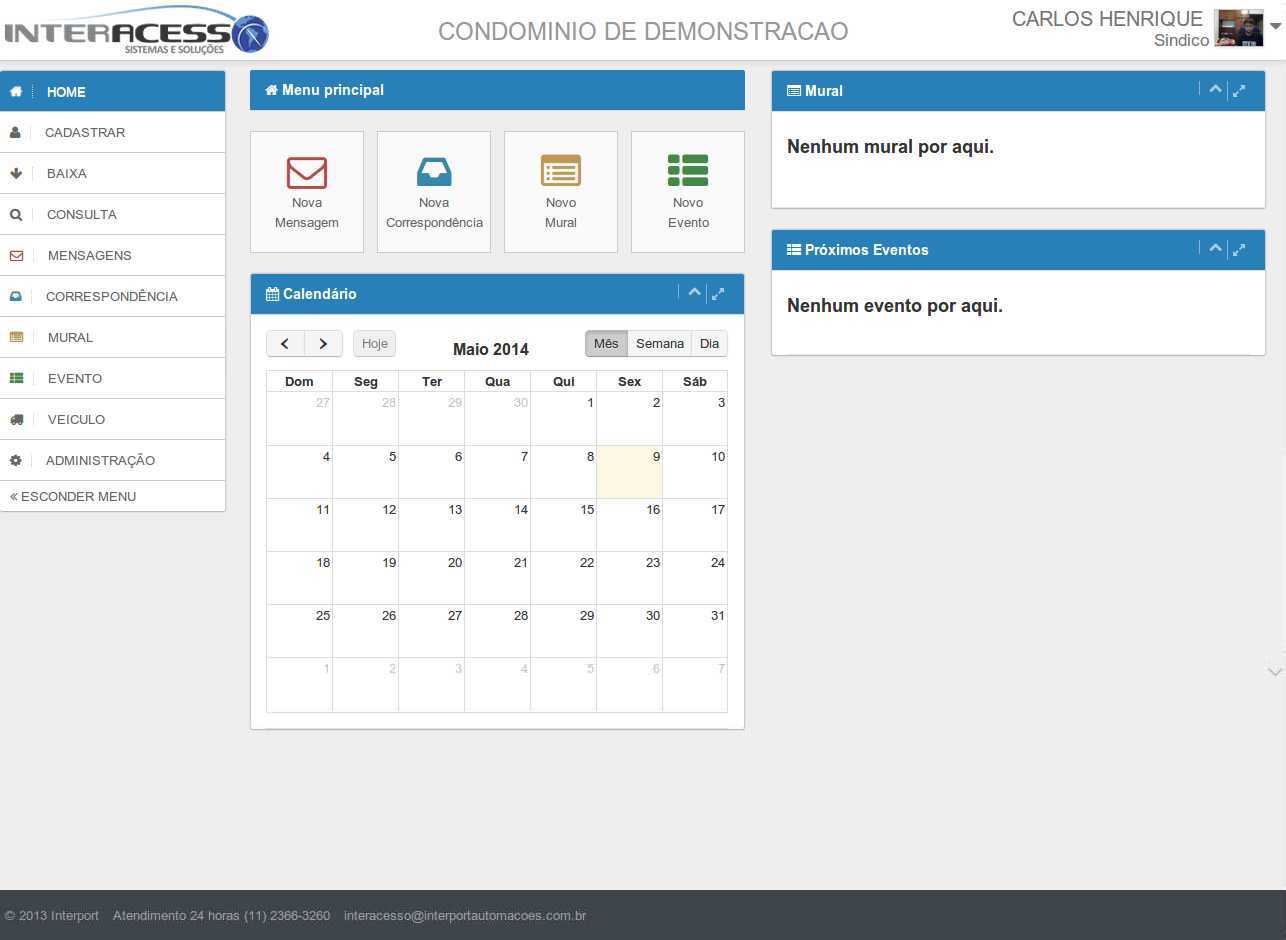 INTERACESSO
SISTEMAS E SOLUÇÕES
CONDOMINIO DE DEMONSTRACAO
CARLOS HENRIQUE
Sindico
HOME
CADASTRAR
BAIXA
CONSULTA
MENSAGENS
CORRESPONDÊNCIA
MURAL
EVENTO
VEICULO
ADMINISTRAÇÃO
« ESCONDER MENU
Menu principal
Nova
Mensagem
Nova
Correspondência
Novo
Mural
Novo
Evento
Calendário
Hoje
Maio 2014
Mês Semana Dia
Dom Seg Ter Qua Qui Sex Sáb
27 28 29 30 1 2 3
4 5 6 7 8 9 10
11 12 13 14 15 16 17
18 19 20 21 22 23 24
25 26 27 28 29 30 31
1 2 3 4 5 6 7
Mural
Nenhum mural por aqui.
Próximos Eventos
Nenhum evento por aqui.
© 2013 Interport Atendimento 24 horas (11) 2366-3260 interacesso@interportautomacoes.com.br